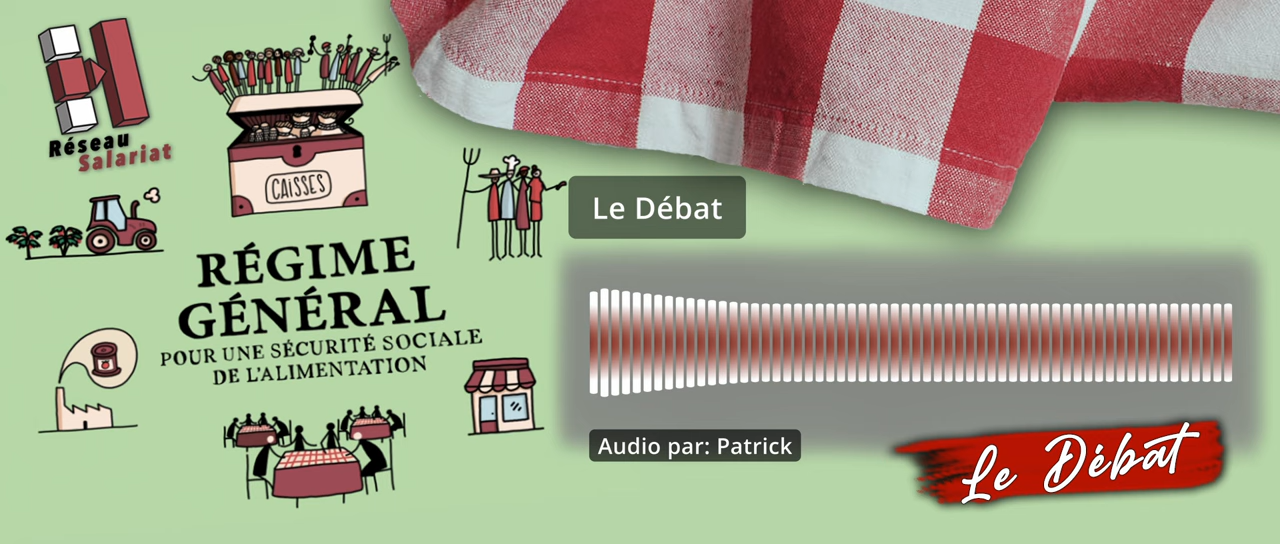 Réseau
Salariat
CAISSES
RÉGIME
GÉNÉRAL
POUR UNE SÉCURITÉ SOCIALE
DE L'ALIMENTATION
Le Débat
Audio par: Patrick
Le Débat